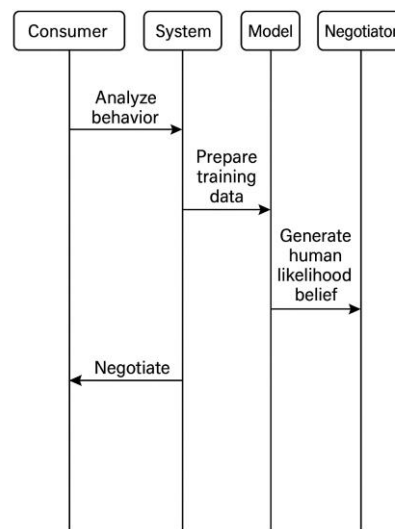 Consumer
System
Model
Negotiator
Analyze
behavior
Prepare
training
data
Generate
human
likelihood
belief
Negotiate